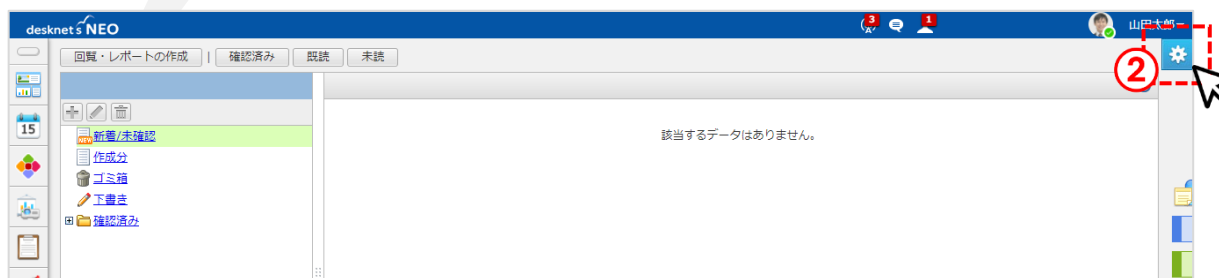 desknet's NEO
3
1
山田太郎
回覧・レポートの作成 | 確認済み 既読 未読
②
15
新着/未確認
該当するデータはありません。
作成分
ゴミ箱
下書き
確認済み